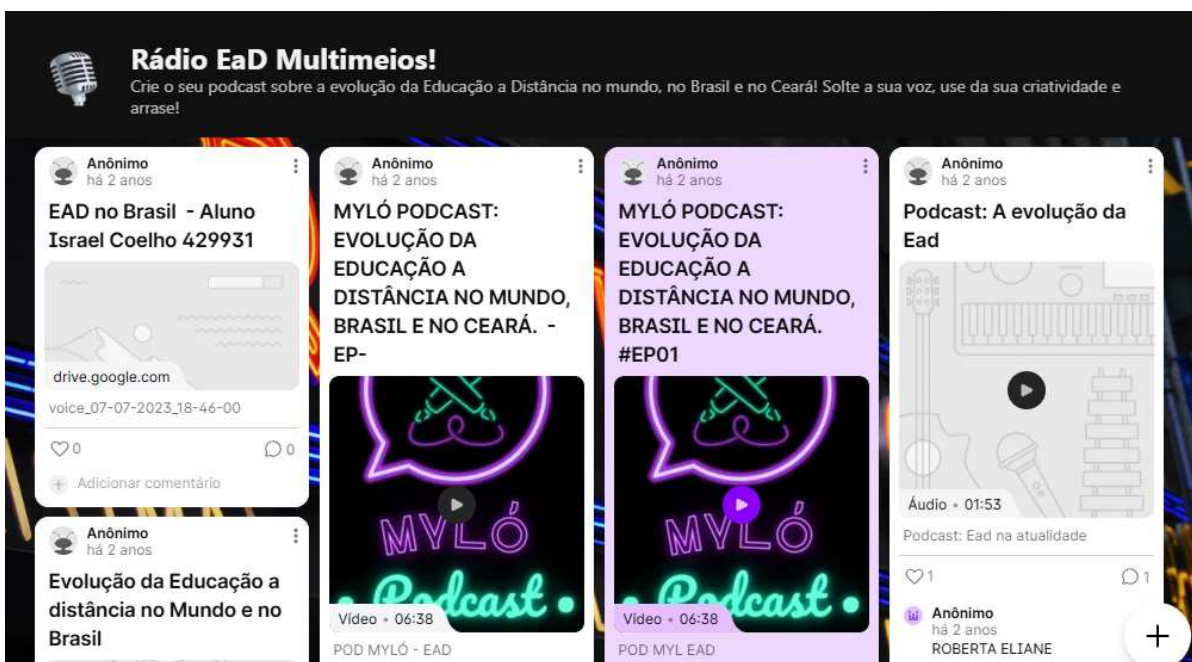 Rádio EaD Multimeios!
Crie o seu podcast sobre a evolução da Educação a Distância no mundo, no Brasil e no Ceará! Solte a sua voz, use da sua criatividade e
arrase!
Anônimo
há 2 anos
EAD no Brasil - Aluno
Israel Coelho 429931
drive.google.com
voice_07-07-2023_18-46-00
0
0
Adicionar comentário
Anônimo
há 2 anos
Evolução da Educação a
distância no Mundo e no
Brasil
Anônimo
há 2 anos
MYLÓ PODCAST:
EVOLUÇÃO DA
EDUCAÇÃO A
DISTÂNCIA NO MUNDO,
BRASIL E NO CEARÁ. -
EP-
MYLÓ
Podcast
Vídeo • 06:38
POD MYLÓ - EAD
Anônimo
há 2 anos
MYLÓ PODCAST:
EVOLUÇÃO DA
EDUCAÇÃO A
DISTÂNCIA NO MUNDO,
BRASIL E NO CEARÁ.
#EP01
MYLÓ
Podcast
Vídeo • 06:38
POD MYL EAD
Anônimo
há 2 anos
Podcast: A evolução da
Ead
Áudio • 01:53
Podcast: Ead na atualidade
1
1
Anônimo
há 2 anos
ROBERTA ELIANE